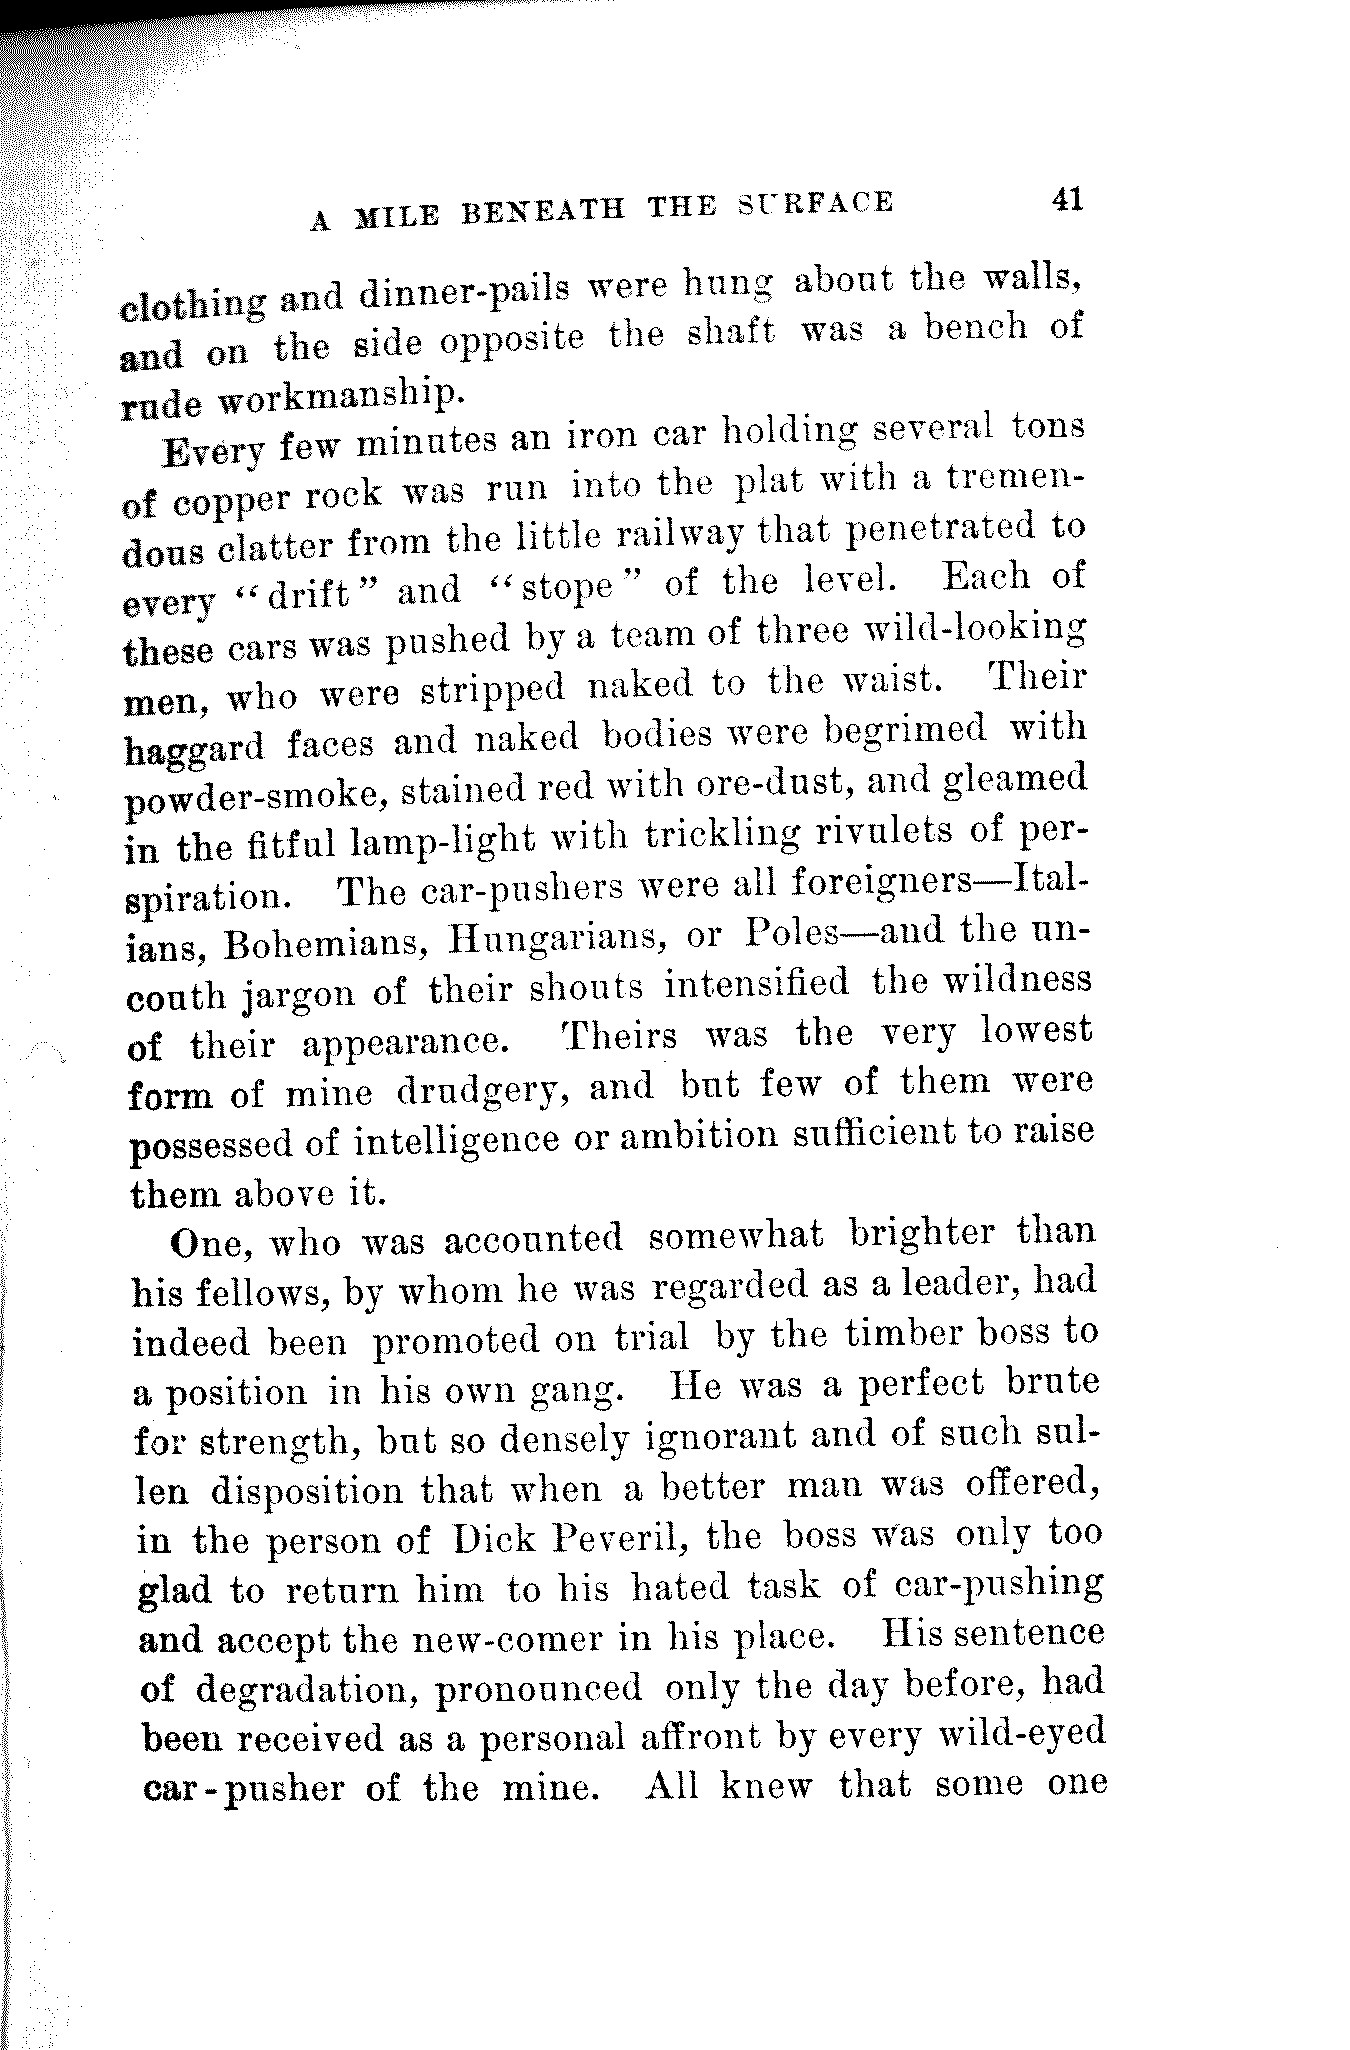 A MILE BENEATH THE SURFACE 41
clothing and dinner-pails were hung about the walls,
and on the side opposite the shaft was a bench of
rude workmanship.
Every few minutes an iron car holding several tons
of copper rock was run into the plat with a tremen-
dous clatter from the little railway that penetrated to
every "drift" and "stope" of the level. Each of
these cars was pushed by a team of three wild-looking
men, who were stripped naked to the waist. Their
haggard faces and naked bodies were begrimed with
powder-smoke, stained red with ore-dust, and gleamed
in the fitful lamp-light with trickling rivulets of per-
spiration. The car-pushers were all foreigners—Ital-
ians, Bohemians, Hungarians, or Poles—and the un-
couth jargon of their shouts intensified the wildness
of their appearance. Theirs was the very lowest
form of mine drudgery, and but few of them were
possessed of intelligence or ambition sufficient to raise
them above it.
One, who was accounted somewhat brighter than
his fellows, by whom he was regarded as a leader, had
indeed been promoted on trial by the timber boss to
a position in his own gang. He was a perfect brute
for strength, but so densely ignorant and of such sul-
len disposition that when a better man was offered,
in the person of Dick Peveril, the boss was only too
glad to return him to his hated task of car-pushing
and accept the new-comer in his place. His sentence
of degradation, pronounced only the day before, had
been received as a personal affront by every wild-eyed
car-pusher of the mine. All knew that some one